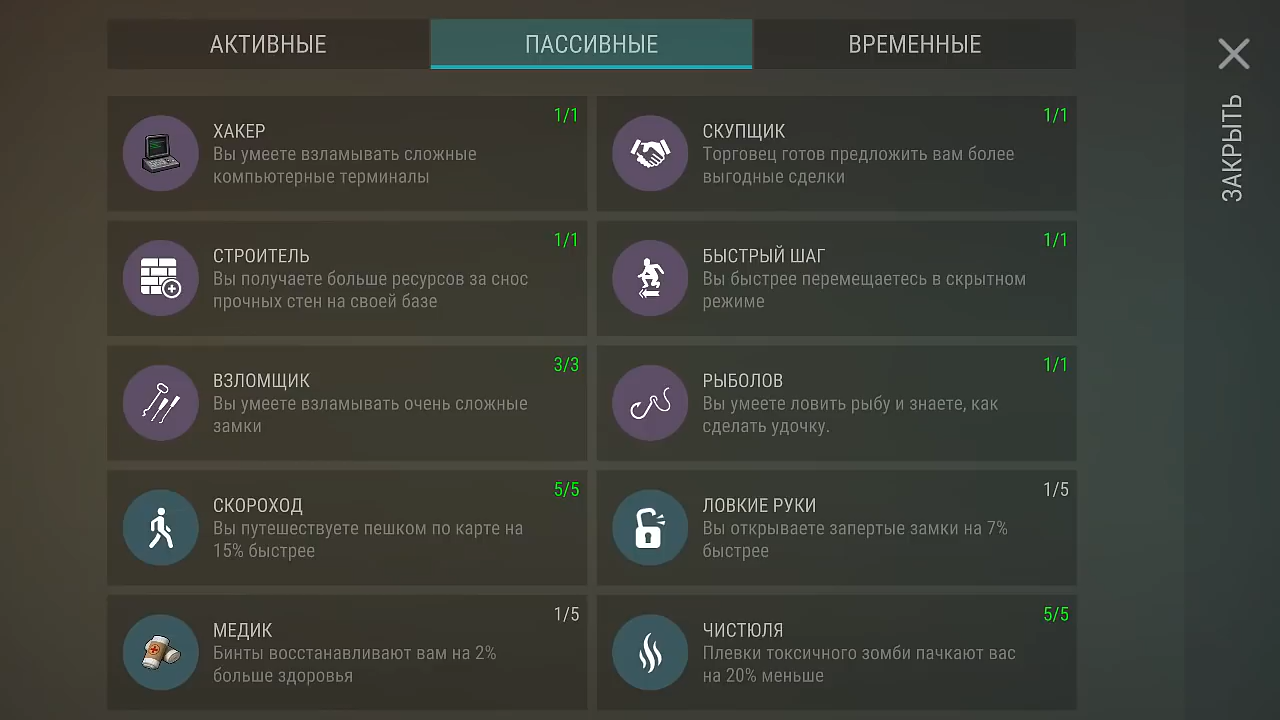 АКТИВНЫЕ
ПАССИВНЫЕ
ВРЕМЕННЫЕ
ЗАКРЫТЬ
1/1
ХАКЕР
Вы умеете взламывать сложные
компьютерные терминалы
1/1
СКУПЩИК
Торговец готов предложить вам более
выгодные сделки
1/1
СТРОИТЕЛЬ
Вы получаете больше ресурсов за снос
прочных стен на своей базе
1/1
БЫСТРЫЙ ШАГ
Вы быстрее перемещаетесь в скрытном
режиме
3/3
ВЗЛОМЩИК
Вы умеете взламывать очень сложные
замки
1/1
РЫБОЛОВ
Вы умеете ловить рыбу и знаете, как
сделать удочку.
5/5
СКОРОХОД
Вы путешествуете пешком по карте на
15% быстрее
1/5
ЛОВКИЕ РУКИ
Вы открываете запертые замки на 7%
быстрее
1/5
МЕДИК
Бинты восстанавливают вам на 2%
больше здоровья
5/5
ЧИСТЮЛЯ
Плевки токсичного зомби пачкают вас
на 20% меньше